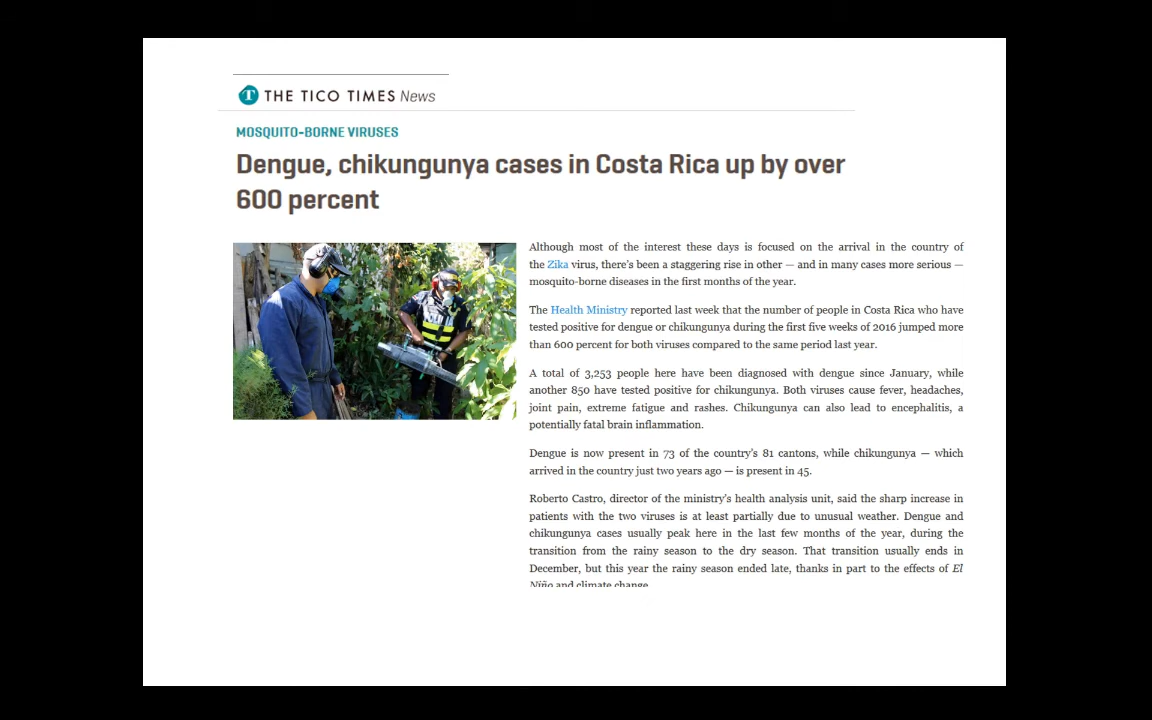 THE TICO TIMES News
MOSQUITO-BORNE VIRUSES
Dengue, chikungunya cases in Costa Rica up by over
600 percent
Although most of the interest these days is focused on the arrival in the country of
the Zika virus, there's been a staggering rise in other — and in many cases more serious —
mosquito-borne diseases in the first months of the year.
The Health Ministry reported last week that the number of people in Costa Rica who have
tested positive for dengue or chikungunya during the first five weeks of 2016 jumped more
than 600 percent for both viruses compared to the same period last year.
A total of 3,253 people here have been diagnosed with dengue since January, while
another 850 have tested positive for chikungunya. Both viruses cause fever, headaches,
joint pain, extreme fatigue and rashes. Chikungunya can also lead to encephalitis, a
potentially fatal brain inflammation.
Dengue is now present in 73 of the country's 81 cantons, while chikungunya — which
arrived in the country just two years ago — is present in 45.
Roberto Castro, director of the ministry's health analysis unit, said the sharp increase in
patients with the two viruses is at least partially due to unusual weather. Dengue and
chikungunya cases usually peak here in the last few months of the year, during the
transition from the rainy season to the dry season. That transition usually ends in
December, but this year the rainy season ended late, thanks in part to the effects of El
Niño and climate change.